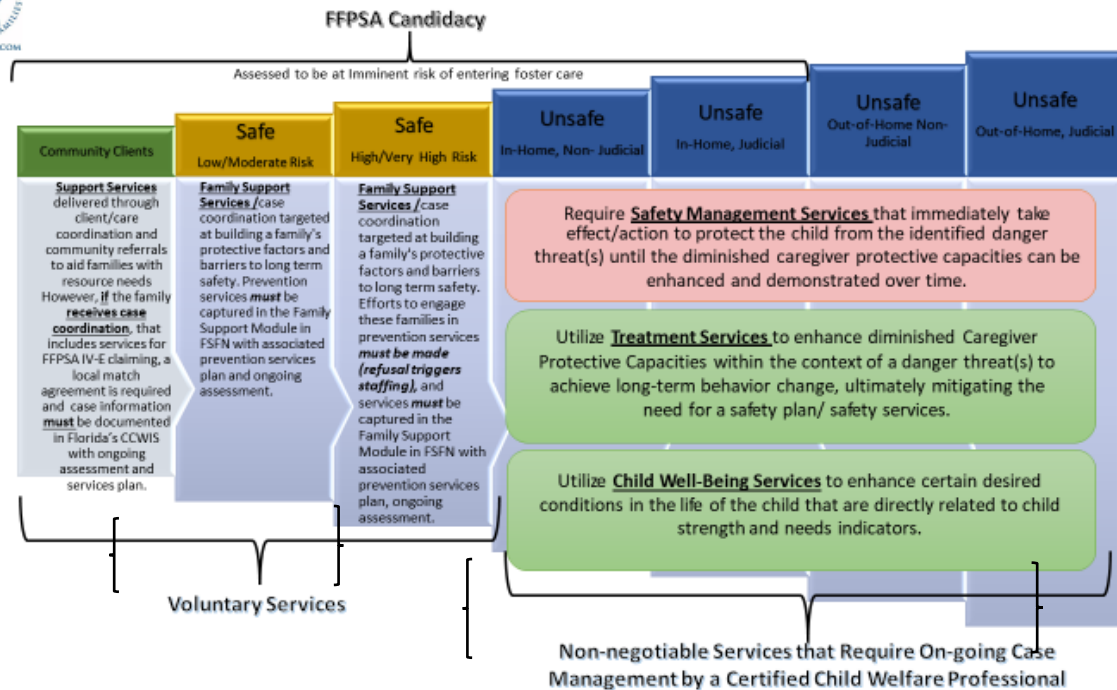 FAMILIES
COM
FFPSA Candidacy
Assessed to be at Imminent risk of entering foster care
Community Clients
Safe
Low/Moderate Risk
Safe
High/Very High Risk
Unsafe
In-Home, Non- Judicial
Unsafe
In-Home, Judicial
Unsafe
Out-of-Home Non-
Judicial
Unsafe
Out-of-Home, Judicial
Support Services
delivered through
client/care
coordination and
community referrals
to aid families with
resource needs
However, if the family
receives case
coordination, that
includes services for
FFPSA IV-E claiming, a
local match
agreement is required
and case information
must be documented
in Florida's CCWIS
with ongoing
assessment and
services plan.
Family Support
Services /case
coordination targeted
at building a family's
protective factors and
barriers to long term
safety. Prevention
services must be
captured in the Family
Support Module in
FSFN with associated
prevention services
plan and ongoing
assessment.
Family Support
Services /case
coordination
targeted at building
a family's protective
factors and barriers
to long term safety.
Efforts to engage
these families in
prevention services
must be made
(refusal triggers
staffing), and
services must be
captured in the
Family Support
Module in FSFN with
associated
prevention services
plan, ongoing
assessment.
Require Safety Management Services that immediately take
effect/action to protect the child from the identified danger
threat(s) until the diminished caregiver protective capacities can be
enhanced and demonstrated over time.
Utilize Treatment Services to enhance diminished Caregiver
Protective Capacities within the context of a danger threat(s) to
achieve long-term behavior change, ultimately mitigating the
need for a safety plan/ safety services.
Utilize Child Well-Being Services to enhance certain desired
conditions in the life of the child that are directly related to child
strength and needs indicators.
Voluntary Services
Non-negotiable Services that Require On-going Case
Management by a Certified Child Welfare Professional